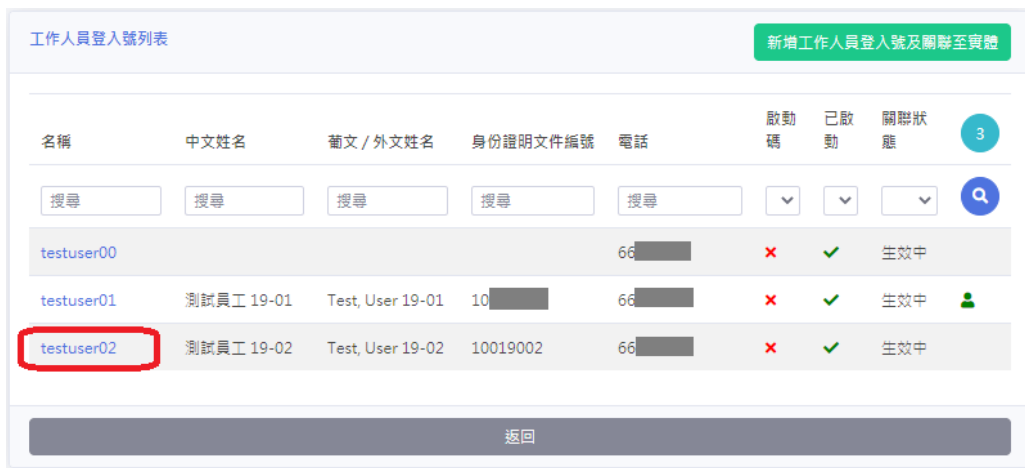 工作人員登入號列表
新增工作人員登入號及關聯至實體
名稱 中文姓名 葡文 / 外文姓名 身份證明文件編號 電話 啟動碼 已啟動 關聯狀態 3
搜尋 搜尋 搜尋 搜尋 搜尋
testuser00 66 生效中
testuser01 測試員工 19-01 Test, User 19-01 10 66 生效中
testuser02 測試員工 19-02 Test, User 19-02 10019002 66 生效中
返回